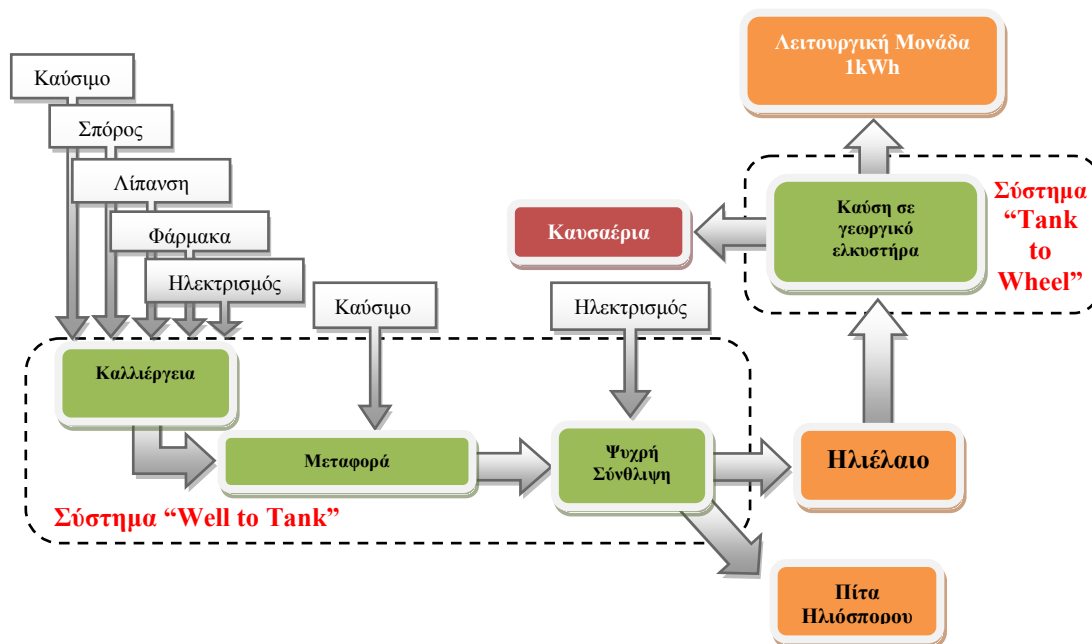 Λειτουργική Μονάδα
1kWh
Καύσιμο
Σπόρος
Λίπανση
Φάρμακα
Ηλεκτρισμός
Καύσιμο
Ηλεκτρισμός
Καυσαέρια
Καύση σε
γεωργικό
ελκυστήρα
Σύστημα
“Tank
to
Wheel”
Καλλιέργεια
Μεταφορά
Ψυχρή
Σύνθλιψη
Ηλιέλαιο
Σύστημα “Well to Tank”
Πίτα
Ηλιόσπορου